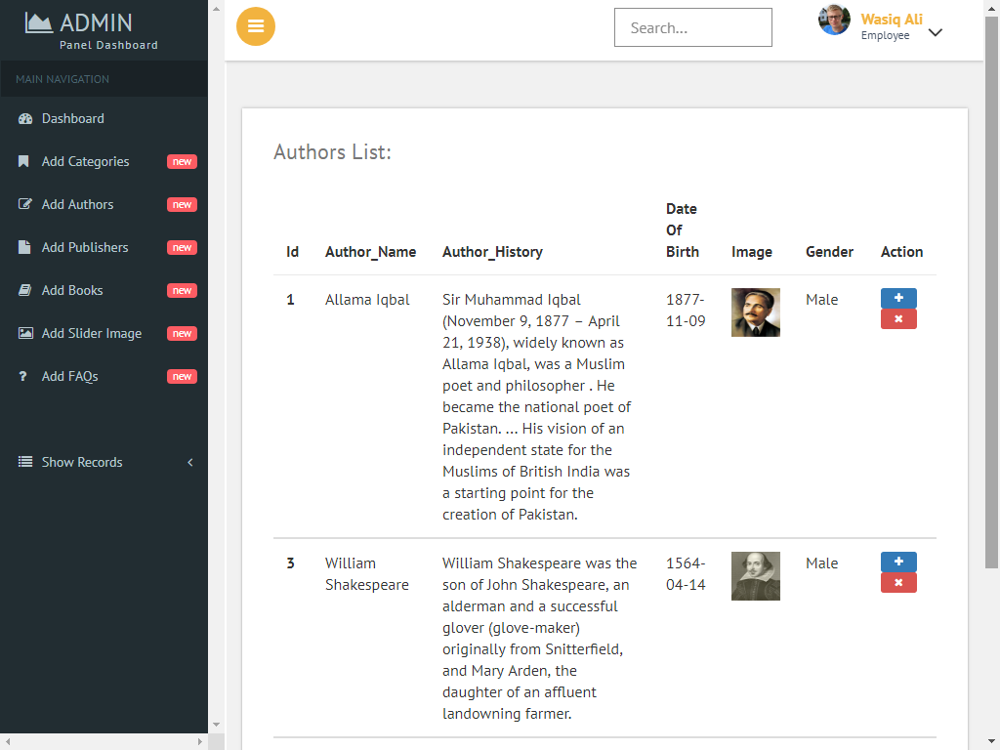 ADMIN
Panel Dashboard
MAIN NAVIGATION
Dashboard
Add Categories new
Add Authors new
Add Publishers new
Add Books new
Add Slider Image new
? Add FAQs new
Show Records
Search...
Wasiq Ali
Employee
Authors List:
Id Author_Name Author_History Date Of Birth Image Gender Action
1 Allama Iqbal Sir Muhammad Iqbal 1877- Male
(November 9, 1877 – April 11-09
21, 1938), widely known as
Allama Iqbal, was a Muslim
poet and philosopher . He
became the national poet of
Pakistan. ... His vision of an
independent state for the
Muslims of British India was
a starting point for the
creation of Pakistan.
3 William William Shakespeare was the 1564- Male
Shakespeare son of John Shakespeare, an 04-14
alderman and a successful
glover (glove-maker)
originally from Snitterfield,
and Mary Arden, the
daughter of an affluent
landowning farmer.